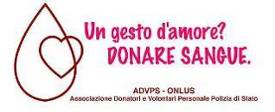 Un gesto d'amore?
DONARE SANGUE.
ADVPS - ONLUS
Associazione Donatori e Volontari Personale Polizia di Stato